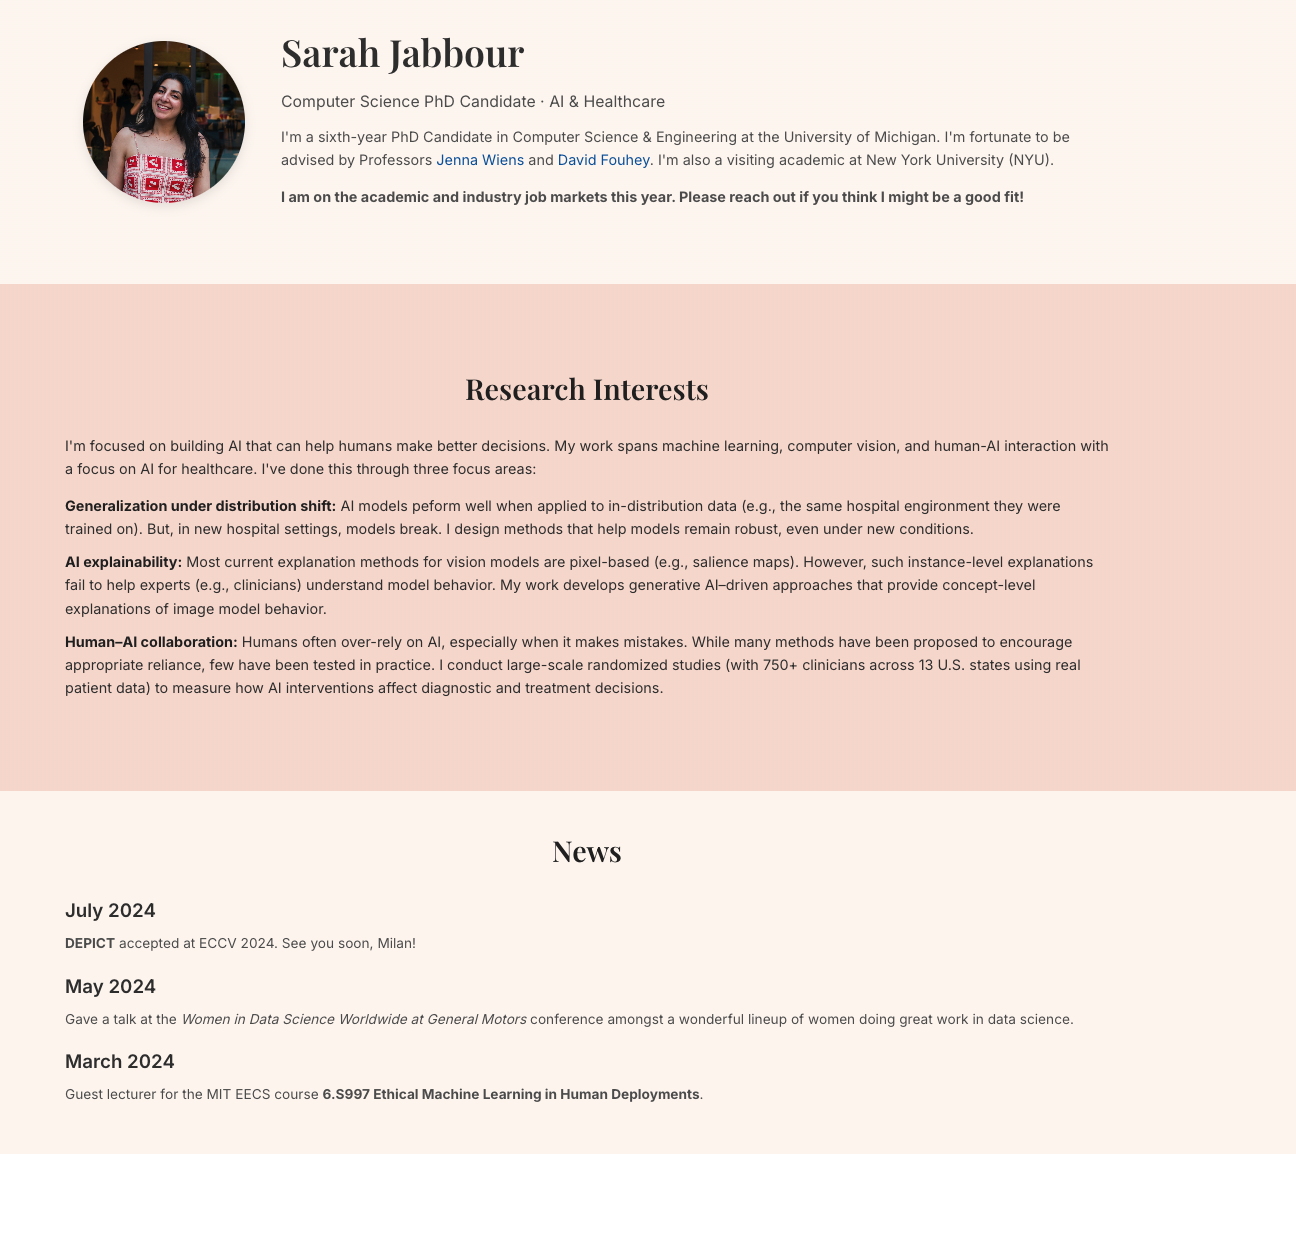 Sarah Jabbour
Computer Science PhD Candidate · AI & Healthcare
I'm a sixth-year PhD Candidate in Computer Science & Engineering at the University of Michigan. I'm fortunate to be
advised by Professors Jenna Wiens and David Fouhey. I'm also a visiting academic at New York University (NYU).
I am on the academic and industry job markets this year. Please reach out if you think I might be a good fit!
Research Interests
I'm focused on building AI that can help humans make better decisions. My work spans machine learning, computer vision, and human-AI interaction with
a focus on AI for healthcare. I've done this through three focus areas:
Generalization under distribution shift: AI models peform well when applied to in-distribution data (e.g., the same hospital engironment they were
trained on). But, in new hospital settings, models break. I design methods that help models remain robust, even under new conditions.
AI explainability: Most current explanation methods for vision models are pixel-based (e.g., salience maps). However, such instance-level explanations
fail to help experts (e.g., clinicians) understand model behavior. My work develops generative AI–driven approaches that provide concept-level
explanations of image model behavior.
Human–AI collaboration: Humans often over-rely on AI, especially when it makes mistakes. While many methods have been proposed to encourage
appropriate reliance, few have been tested in practice. I conduct large-scale randomized studies (with 750+ clinicians across 13 U.S. states using real
patient data) to measure how AI interventions affect diagnostic and treatment decisions.
News
July 2024
DEPICT accepted at ECCV 2024. See you soon, Milan!
May 2024
Gave a talk at the Women in Data Science Worldwide at General Motors conference amongst a wonderful lineup of women doing great work in data science.
March 2024
Guest lecturer for the MIT EECS course 6.S997 Ethical Machine Learning in Human Deployments.